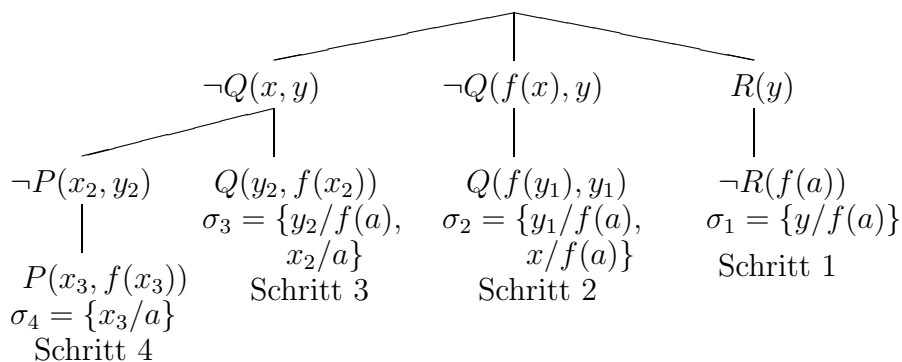 ¬Q(x, y) ¬Q(f(x), y) R(y)
¬P(x₂, y₂) Q(y₂, f(x₂)) Q(f(y₁), y₁) ¬R(f(a))
σ₃ = {y₂/f(a), σ₂ = {y₁/f(a), σ₁ = {y/f(a)}
x₂/a} x/f(a)}
Schritt 1
P(x₃, f(x₃)) Schritt 3 Schritt 2
σ₄ = {x₃/a}
Schritt 4